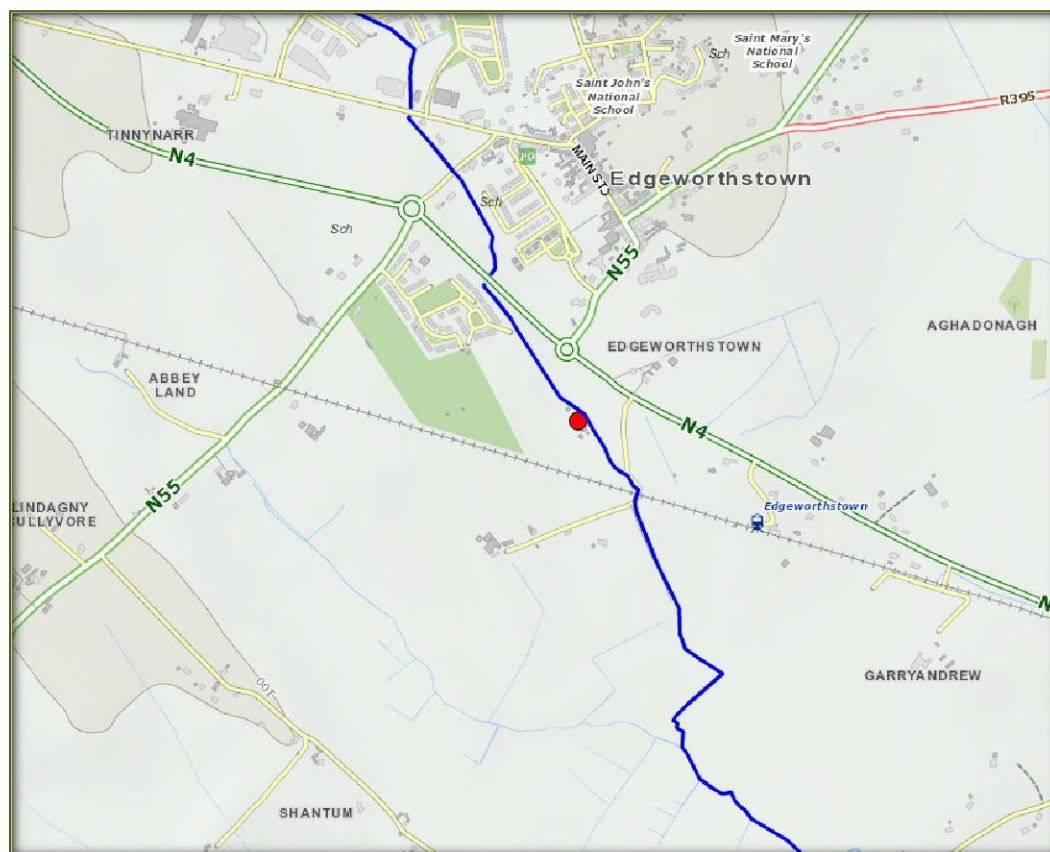 Saint Mary's
National
School
Sch
Saint John's
National
School
R395
TINNYNARR
N4
PO
MAIN ST
Edgeworthstown
Sch
Sch
N55
AGHADONAGH
EDGEWORTHSTOWN
ABBEY
LAND
N4
N55
LINDAGNY
CULLYVORE
Edgeworthstown
N
GARRYANDREW
100
SHANTUM